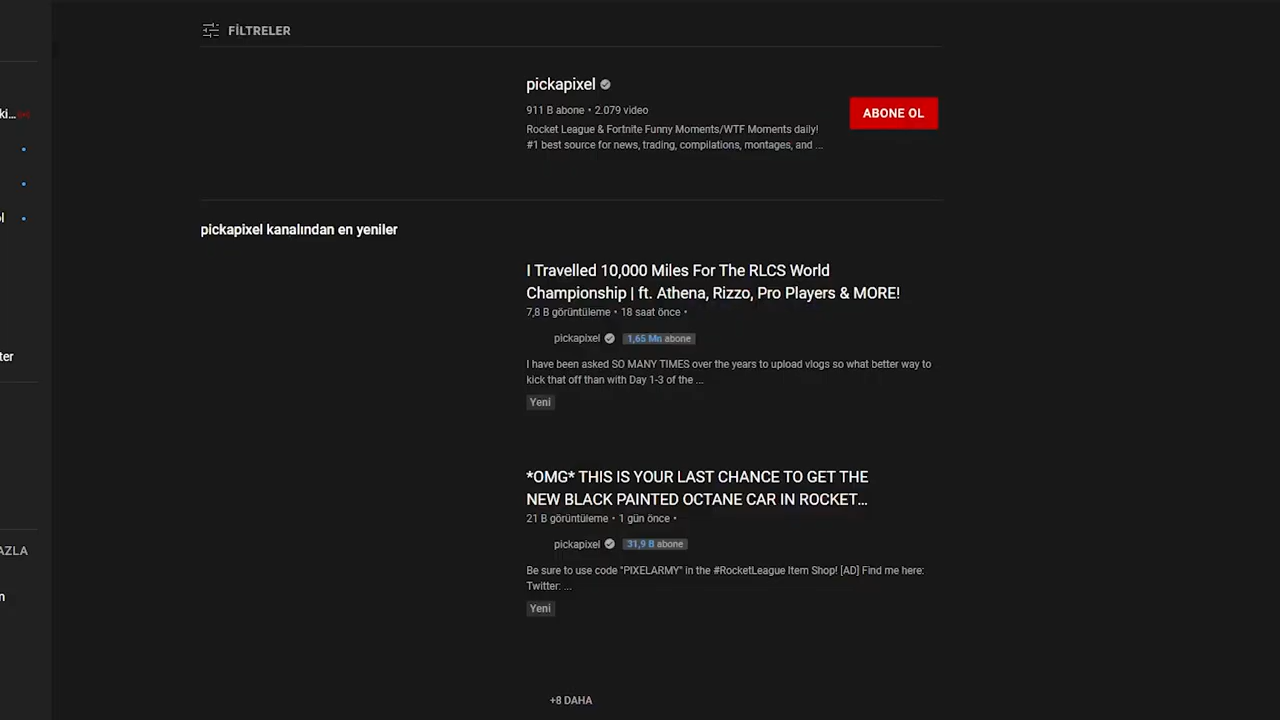 FİLTRELER
pickapixel
911 B abone • 2.079 video
Rocket League & Fortnite Funny Moments/WTF Moments daily!
#1 best source for news, trading, compilations, montages, and ...
ABONE OL
ki...
ol
ter
AZLA
n
pickapixel kanalından en yeniler
I Travelled 10,000 Miles For The RLCS World
Championship | ft. Athena, Rizzo, Pro Players & MORE!
7,8 B görüntüleme • 18 saat önce •
pickapixel 1,65 Mn abone
I have been asked SO MANY TIMES over the years to upload vlogs so what better way to
kick that off than with Day 1-3 of the ...
Yeni
*OMG* THIS IS YOUR LAST CHANCE TO GET THE
NEW BLACK PAINTED OCTANE CAR IN ROCKET...
21 B görüntüleme • 1 gün önce •
pickapixel 31,9 B abone
Be sure to use code "PIXELARMY" in the #RocketLeague Item Shop! [AD] Find me here:
Twitter: ...
Yeni
+8 DAHA